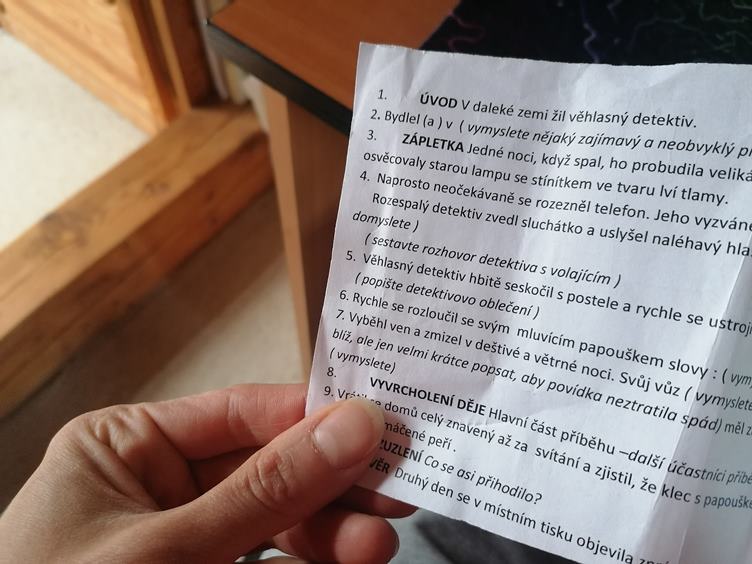 1. ÚVOD V daleké zemi žil věhlasný detektiv.
2. Bydlel (a ) v ( vymyslete nějaký zajímavý a neobvyklý
3. ZÁPLETKA Jedné noci, když spal, ho probudila
osvěcovaly starou lampu se stínítkem ve tvaru lví tlamy.
4. Naprosto neočekávaně se rozezněl telefon. Jeho
Rozespalý detektiv zvedl sluchátko a uslyšel naléhavý
domyslete )
( sestavte rozhovor detektiva s volajícím )
5. Věhlasný detektiv hbitě seskočil s postele a rychle se
( popište detektivovo oblečení )
6. Rychle se rozloučil se svým mluvícím papouškem slovy : (
7. Vyběhl ven a zmizel v deštivé a větrné noci. Svůj vůz ( vymyslete
blíž, ale jen velmi krátce popsat, aby povídka neztratila spád) měl
( vymyslete)
8. VYVRCHOLENÍ DĚJE Hlavní část příběhu –další účastníci
9. se domů celý znavený až za svítání a zjistil, že klec s
peří .
Co se asi přihodilo?
Druhý den se v místním tisku objevila